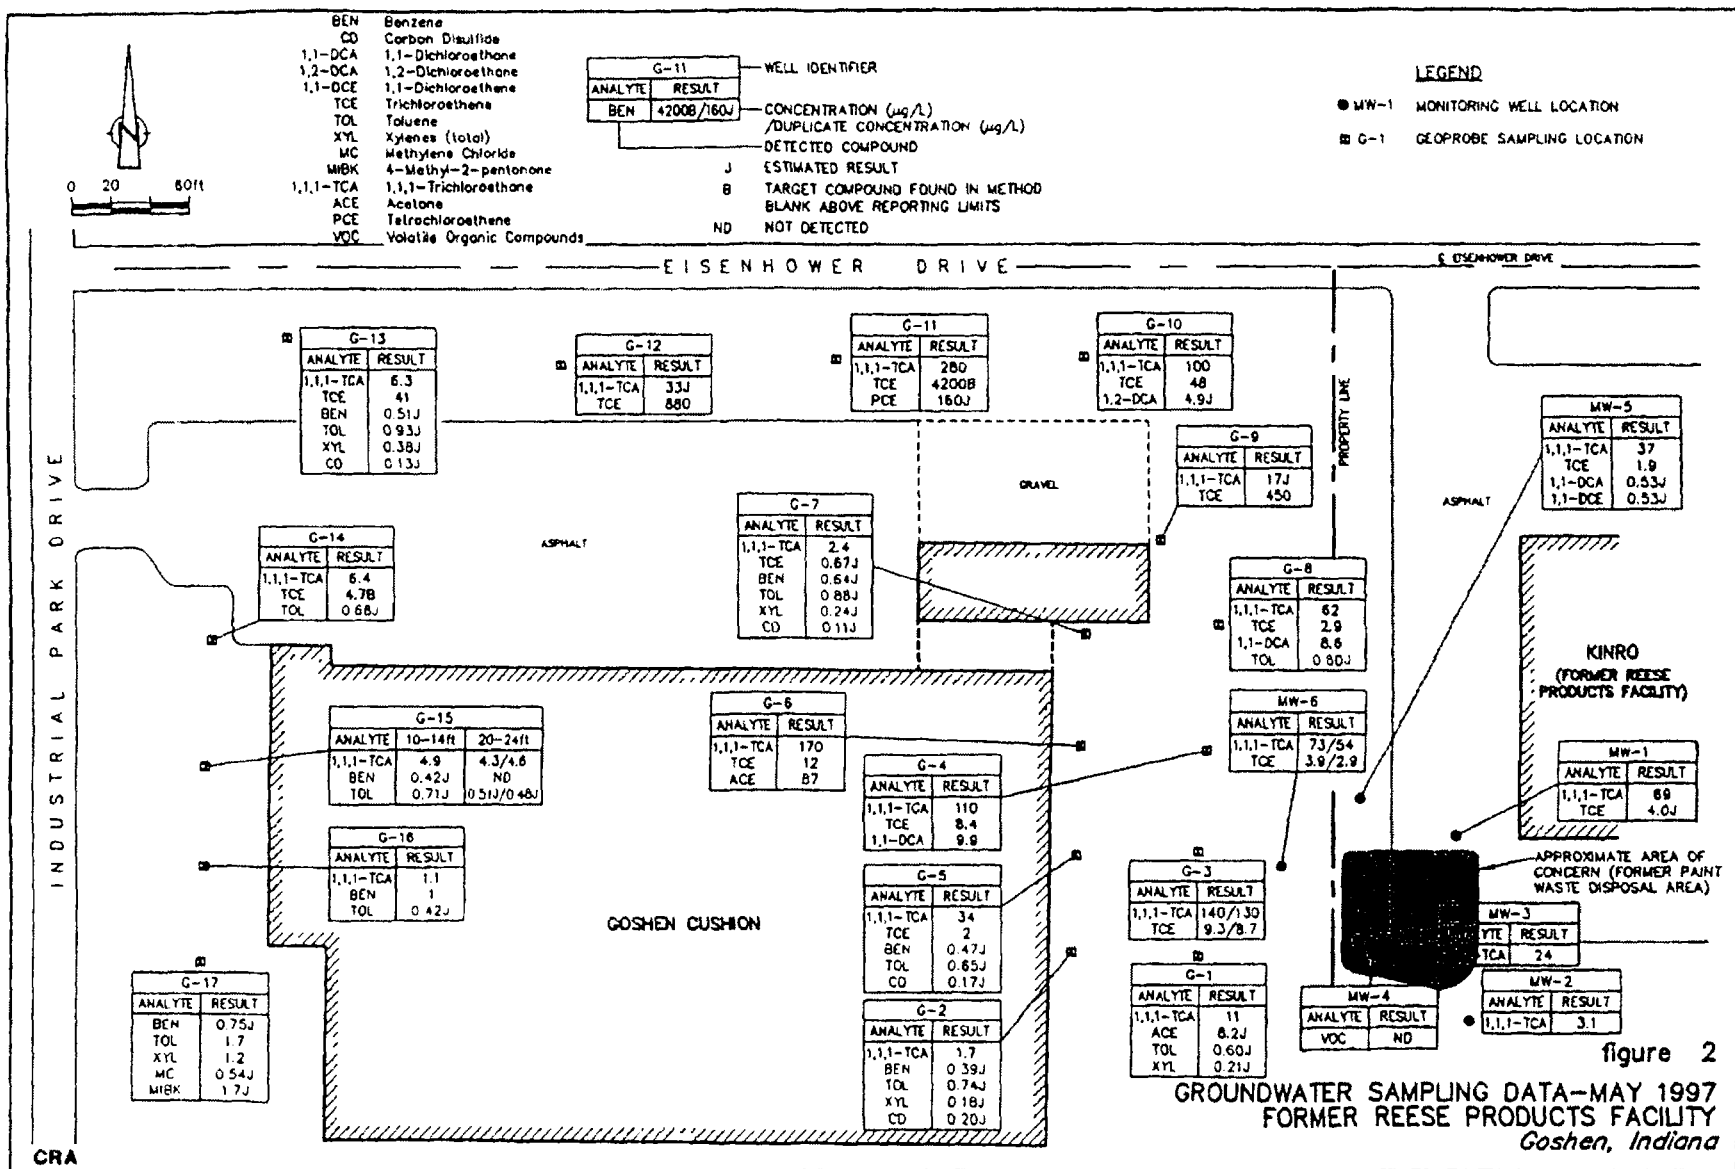 BEN Benzene
CD Carbon Disulfide
1,1-DCA 1,1-Dichloroethane
1,2-DCA 1,2-Dichloroethane
1,1-DCE 1,1-Dichloroethene
TCE Trichloroethene
TOL Toluene
XYL Xylenes (total)
MC Methylene Chloride
MIBK 4-Methyl-2-pentanone
1,1,1-TCA 1,1,1-Trichloroethane
ACE Acetone
PCE Tetrachloroethene
VOC Volatile Organic Compounds
N
0 20 60ft
G-11
WELL IDENTIFIER
ANALYTE RESULT
BEN 4200B/160J
CONCENTRATION (µg/L)
/DUPLICATE CONCENTRATION (µg/L)
DETECTED COMPOUND
J ESTIMATED RESULT
B TARGET COMPOUND FOUND IN METHOD
BLANK ABOVE REPORTING LIMITS
ND NOT DETECTED
LEGEND
MW-1 MONITORING WELL LOCATION
G-1 GEOPROBE SAMPLING LOCATION
EISENHOWER DRIVE
EISENHOWER DRIVE
INDUSTRIAL PARK DRIVE
G-13
ANALYTE RESULT
1,1,1-TCA 6.3
TCE 41
BEN 0.51J
TOL 0.93J
XYL 0.38J
CD 0.13J
G-12
ANALYTE RESULT
1,1,1-TCA 33J
TCE 880
G-11
ANALYTE RESULT
1,1,1-TCA 280
TCE 4200B
PCE 160J
G-10
ANALYTE RESULT
1,1,1-TCA 100
TCE 48
1,2-DCA 4.9J
PROPERTY LINE
MW-5
ANALYTE RESULT
1,1,1-TCA 37
TCE 1.9
1,1-DCA 0.53J
1,1-DCE 0.53J
G-9
ANALYTE RESULT
1,1,1-TCA 17J
TCE 450
GRAVEL
ASPHALT
ASPHALT
G-7
ANALYTE RESULT
1,1,1-TCA 2.4
TCE 0.67J
BEN 0.64J
TOL 0.88J
XYL 0.24J
CD 0.11J
G-14
ANALYTE RESULT
1,1,1-TCA 6.4
TCE 4.7B
TOL 0.68J
G-8
ANALYTE RESULT
1,1,1-TCA 62
TCE 2.9
1,1-DCA 8.6
TOL 0.80J
KINRO
(FORMER REESE
PRODUCTS FACILITY)
G-15
ANALYTE 10-14ft 20-24ft
1,1,1-TCA 4.9 4.3/4.6
BEN 0.42J ND
TOL 0.71J 0.51J/0.48J
G-6
ANALYTE RESULT
1,1,1-TCA 170
TCE 12
ACE 87
MW-6
ANALYTE RESULT
1,1,1-TCA 73/54
TCE 3.9/2.9
G-4
ANALYTE RESULT
1,1,1-TCA 110
TCE 8.4
1,1-DCA 9.9
MW-1
ANALYTE RESULT
1,1,1-TCA 69
TCE 4.0J
G-16
ANALYTE RESULT
1,1,1-TCA 1.1
BEN 1
TOL 0.42J
GOSHEN CUSHION
G-5
ANALYTE RESULT
1,1,1-TCA 34
TCE 2
BEN 0.47J
TOL 0.65J
CD 0.17J
G-3
ANALYTE RESULT
1,1,1-TCA 140/130
TCE 9.3/8.7
APPROXIMATE AREA OF
CONCERN (FORMER PAINT
WASTE DISPOSAL AREA)
MW-3
YTE RESULT
TCA 24
G-17
ANALYTE RESULT
BEN 0.75J
TOL 1.7
XYL 1.2
MC 0.54J
MIBK 1.7J
G-2
ANALYTE RESULT
1,1,1-TCA 1.7
BEN 0.39J
TOL 0.74J
XYL 0.18J
CD 0.20J
G-1
ANALYTE RESULT
1,1,1-TCA 11
ACE 8.2J
TOL 0.60J
XYL 0.21J
MW-4
ANALYTE RESULT
VOC ND
MW-2
ANALYTE RESULT
1,1,1-TCA 3.1
figure 2
GROUNDWATER SAMPLING DATA-MAY 1997
FORMER REESE PRODUCTS FACILITY
Goshen, Indiana
CRA